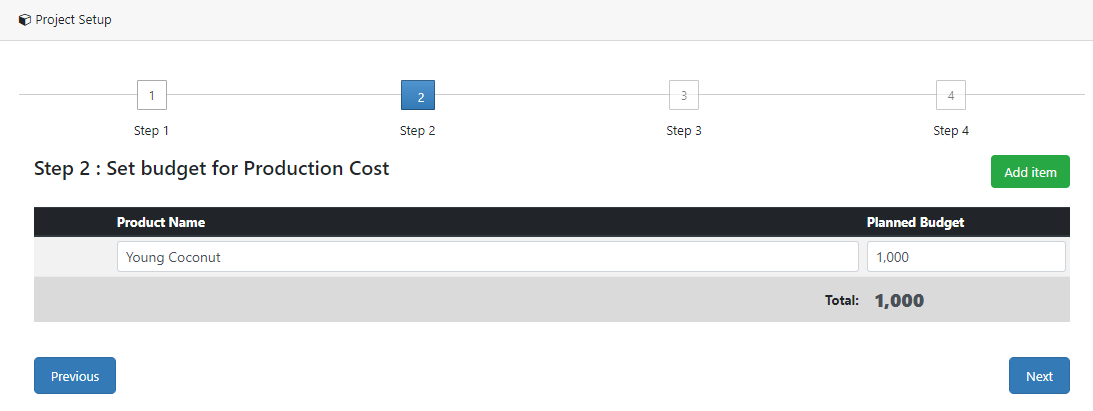 Project Setup
1 2 3 4
Step 1 Step 2 Step 3 Step 4
Step 2 : Set budget for Production Cost
Add item
Product Name Planned Budget
Young Coconut 1,000
Total: 1,000
Previous Next